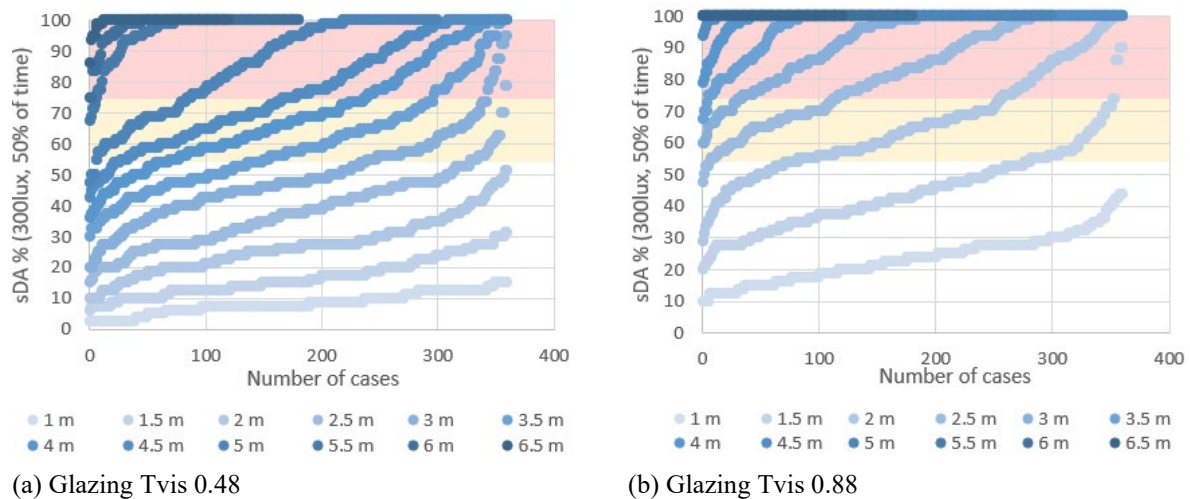 sDA % (300lux, 50% of time)
100
90
80
70
60
50
40
30
20
10
0
0 100 200 300 400
Number of cases
1 m 1.5 m 2 m 2.5 m 3 m 3.5 m
4 m 4.5 m 5 m 5.5 m 6 m 6.5 m
(a) Glazing Tvis 0.48
sDA % (300lux, 50% of time)
100
90
80
70
60
50
40
30
20
10
0
0 100 200 300 400
Number of cases
1 m 1.5 m 2 m 2.5 m 3 m 3.5 m
4 m 4.5 m 5 m 5.5 m 6 m 6.5 m
(b) Glazing Tvis 0.88